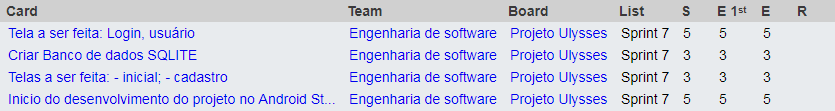 Card Team Board List S E 1st E R
Tela a ser feita: Login, usuário Engenharia de software Projeto Ulysses Sprint 7 5 5 5
Criar Banco de dados SQLITE Engenharia de software Projeto Ulysses Sprint 7 3 3 3
Telas a ser feita: - inicial; - cadastro Engenharia de software Projeto Ulysses Sprint 7 3 3 3
Inicio do desenvolvimento do projeto no Android St... Engenharia de software Projeto Ulysses Sprint 7 5 5 5